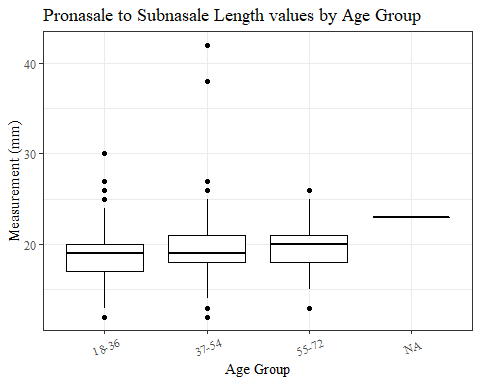 Pronasale to Subnasale Length values by Age Group
Measurement (mm)
40
30
20
18-36
37-54
55-72
NA
Age Group